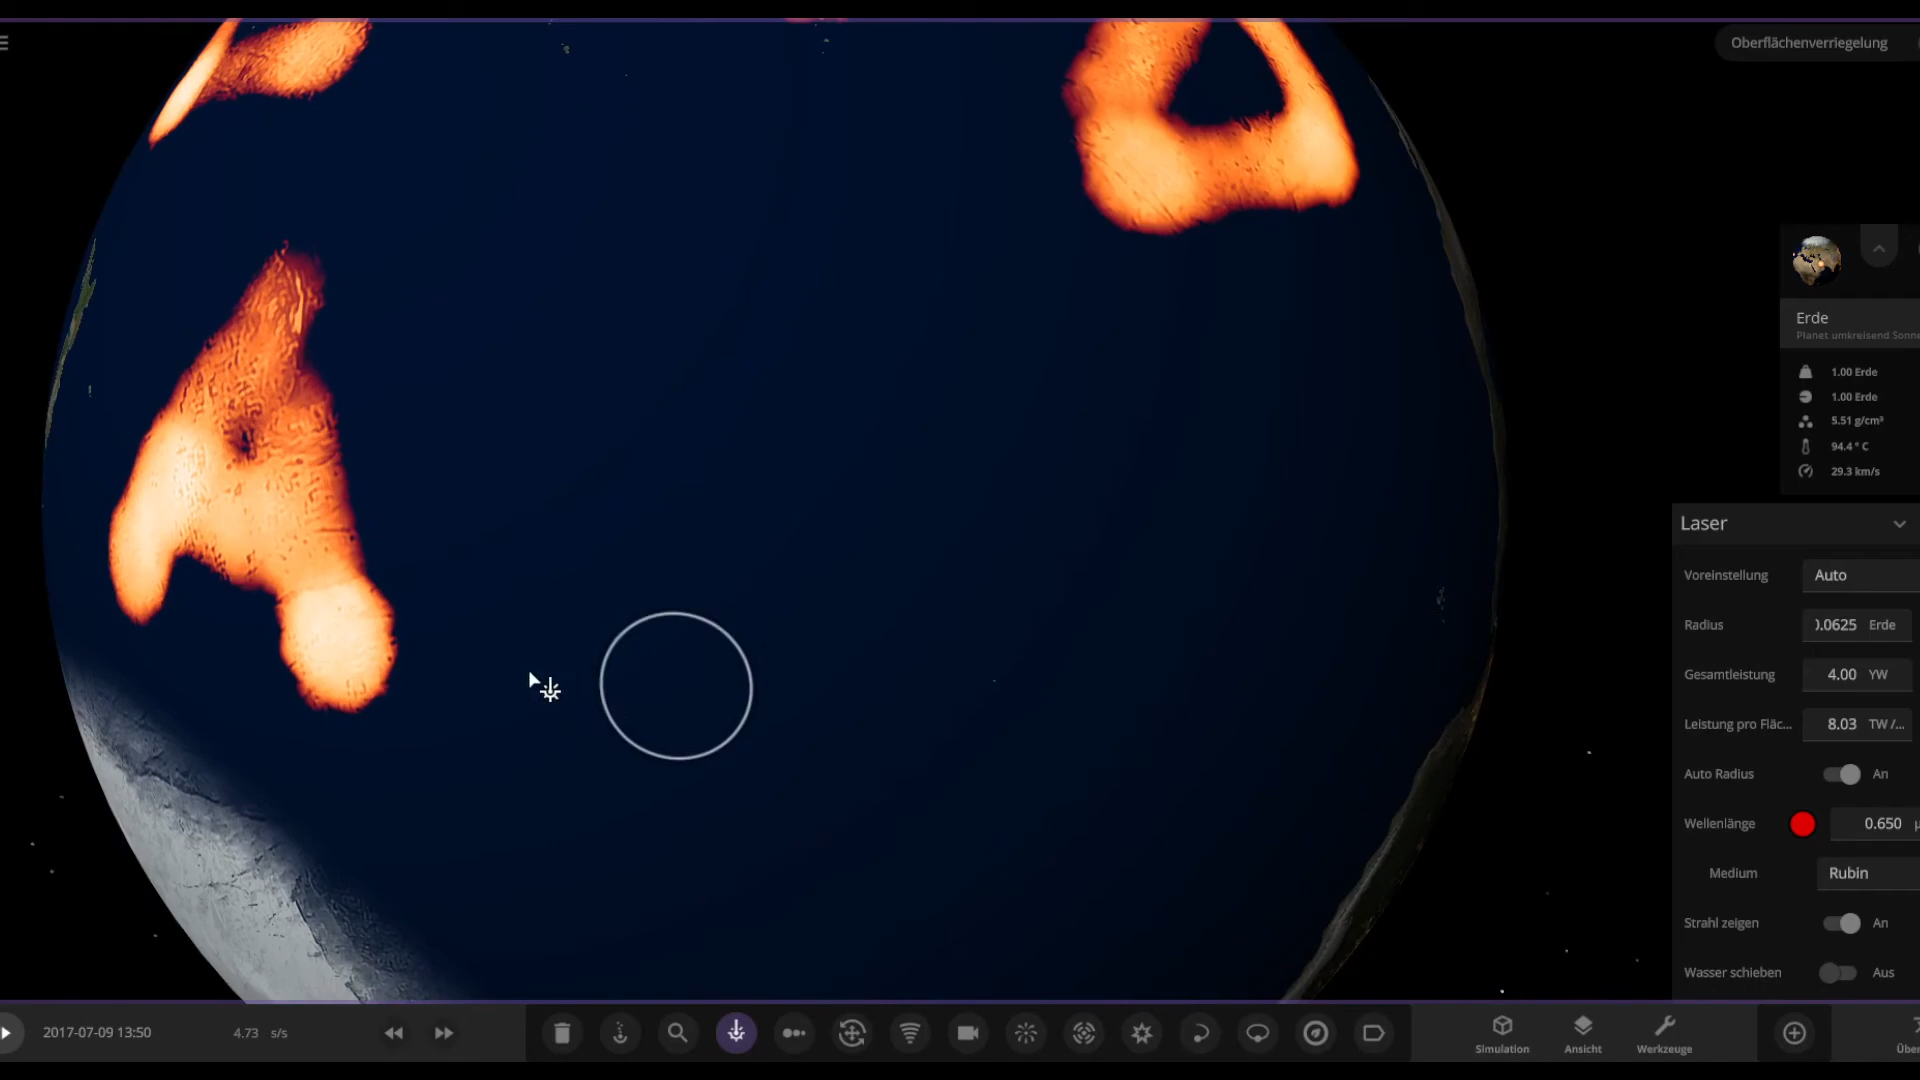 Oberflächenverriegelung
Erde
Planet umkreisend Sonne
1.00 Erde
1.00 Erde
5.51 g/cm³
94.4 ° C
29.3 km/s
Laser
Voreinstellung Auto
Radius 0.0625 Erde
Gesamtleistung 4.00 YW
Leistung pro Fläc... 8.03 TW /...
Auto Radius An
Wellenlänge 0.650 µ
Medium Rubin
Strahl zeigen An
Wasser schieben Aus
2017-07-09 13:50 4.73 s/s
Simulation Ansicht Werkzeuge